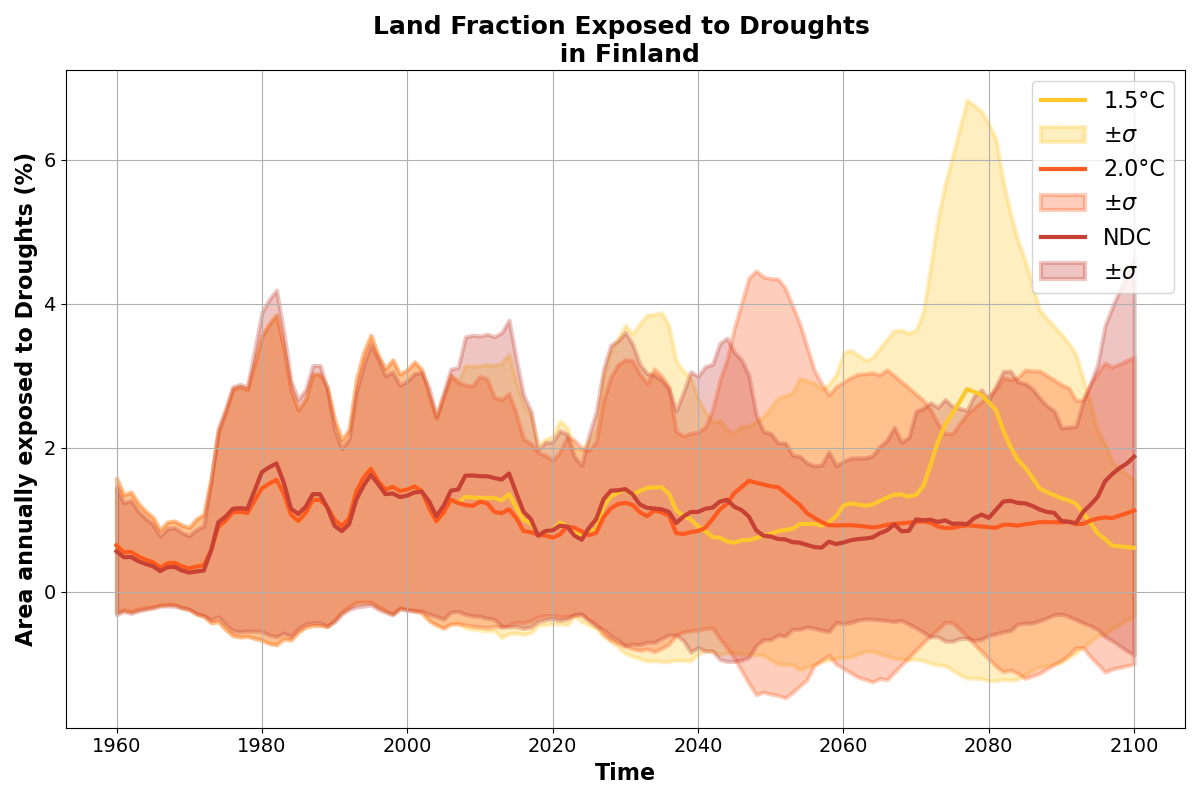 Land Fraction Exposed to Droughts
in Finland
Area annually exposed to Droughts (%)
6
4
2
0
1960 1980 2000 2020 2040 2060 2080 2100
Time
1.5°C
±σ
2.0°C
±σ
NDC
±σ